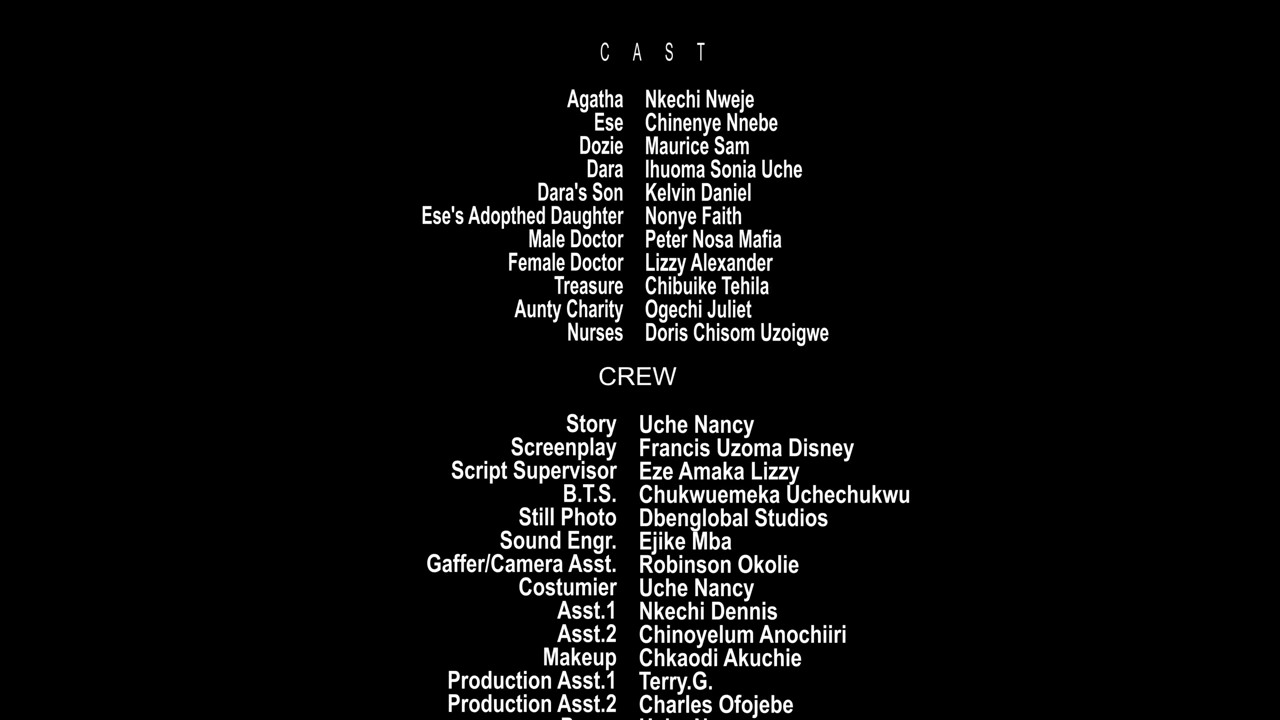 C A S T
Agatha Nkechi Nweje
Ese Chinenye Nnebe
Dozie Maurice Sam
Dara Ihuoma Sonia Uche
Dara's Son Kelvin Daniel
Ese's Adopthed Daughter Nonye Faith
Male Doctor Peter Nosa Mafia
Female Doctor Lizzy Alexander
Treasure Chibuike Tehila
Aunty Charity Ogechi Juliet
Nurses Doris Chisom Uzoigwe
CREW
Story Uche Nancy
Screenplay Francis Uzoma Disney
Script Supervisor Eze Amaka Lizzy
B.T.S. Chukwuemeka Uchechukwu
Still Photo Dbenglobal Studios
Sound Engr. Ejike Mba
Gaffer/Camera Asst. Robinson Okolie
Costumier Uche Nancy
Asst.1 Nkechi Dennis
Asst.2 Chinoyelum Anochiiri
Makeup Chkaodi Akuchie
Production Asst.1 Terry.G.
Production Asst.2 Charles Ofojebe